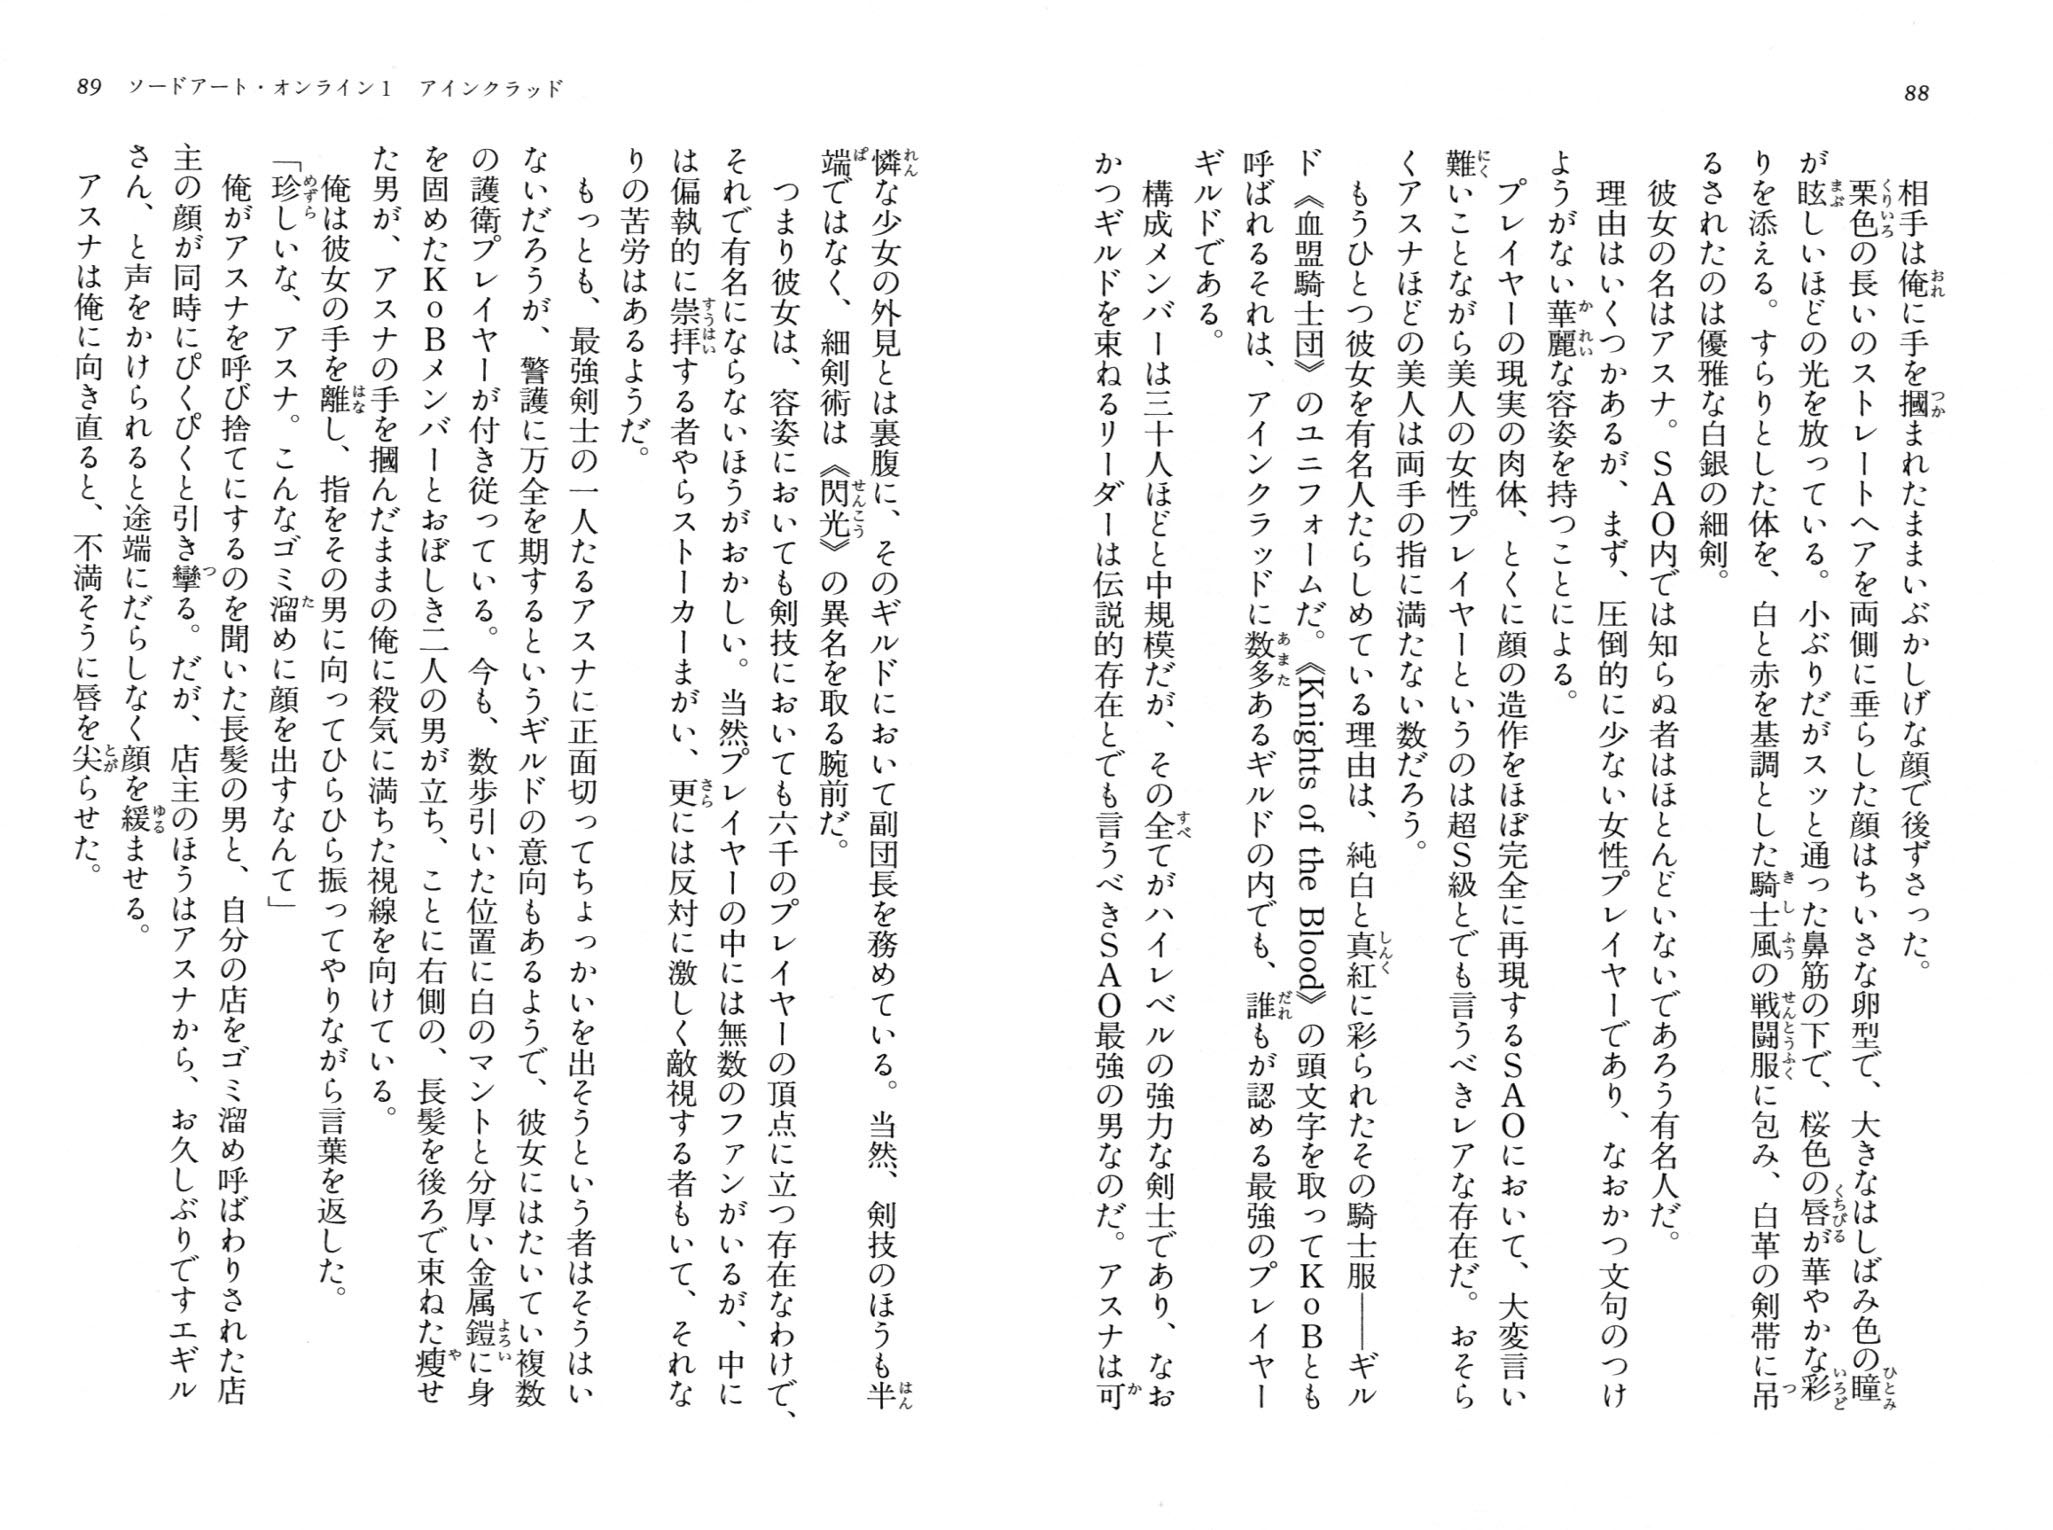 88
相手は俺に手を摑まれたままいぶかしげな顔で後ずさった。
栗色の長いのストレートヘアを両側に垂らした顔はちいさな卵型で、大きなはしばみ色の瞳
が眩しいほどの光を放っている。小ぶりだがスッと通った鼻筋の下で、桜色の唇が華やかな彩
りを添える。すらりとした体を、白と赤を基調とした騎士風の戦闘服に包み、白革の剣帯に吊
るされたのは優雅な白銀の細剣。
彼女の名はアスナ。ＳＡＯ内では知らぬ者はほとんどいないであろう有名人だ。
理由はいくつかあるが、まず、圧倒的に少ない女性プレイヤーであり、なおかつ文句のつけ
ようがない華麗な容姿を持つことによる。
プレイヤーの現実の肉体、とくに顔の造作をほぼ完全に再現するＳＡＯにおいて、大変言い
難いことながら美人の女性プレイヤーというのは超Ｓ級とでも言うべきレアな存在だ。おそら
くアスナほどの美人は両手の指に満たない数だろう。
もうひとつ彼女を有名人たらしめている理由は、純白と真紅に彩られたその騎士服――ギル
ド《血盟騎士団》のユニフォームだ。《Knights of the Blood》の頭文字を取ってＫｏＢとも
呼ばれるそれは、アインクラッドに数多あるギルドの内でも、誰もが認める最強のプレイヤー
ギルドである。
構成メンバーは三十人ほどと中規模だが、その全てがハイレベルの強力な剣士であり、なお
かつギルドを束ねるリーダーは伝説的存在とでも言うべきＳＡＯ最強の男なのだ。アスナは可
89 ソードアート・オンライン1 アインクラッド
憐な少女の外見とは裏腹に、そのギルドにおいて副団長を務めている。当然、剣技のほうも半
端ではなく、細剣術は《閃光》の異名を取る腕前だ。
つまり彼女は、容姿においても剣技においても六千のプレイヤーの頂点に立つ存在なわけで、
それで有名にならないほうがおかしい。当然プレイヤーの中には無数のファンがいるが、中に
は偏執的に崇拝する者やらストーカーまがい、更には反対に激しく敵視する者もいて、それな
りの苦労はあるようだ。
もっとも、最強剣士の一人たるアスナに正面切ってちょっかいを出そうという者はそうはい
ないだろうが、警護に万全を期するというギルドの意向もあるようで、彼女にはたいてい複数
の護衛プレイヤーが付き従っている。今も、数歩引いた位置に白のマントと分厚い金属鎧に身
を固めたＫｏＢメンバーとおぼしき二人の男が立ち、ことに右側の、長髪を後ろで束ねた痩せ
た男が、アスナの手を摑んだままの俺に殺気に満ちた視線を向けている。
俺は彼女の手を離し、指をその男に向ってひらひら振ってやりながら言葉を返した。
「珍しいな、アスナ。こんなゴミ溜めに顔を出すなんて」
俺がアスナを呼び捨てにするのを聞いた長髪の男と、自分の店をゴミ溜め呼ばわりされた店
主の顔が同時にぴくぴくと引き攣る。だが、店主のほうはアスナから、お久しぶりですエギル
さん、と声をかけられると途端にだらしなく顔を緩ませる。
アスナは俺に向き直ると、不満そうに唇を尖らせた。